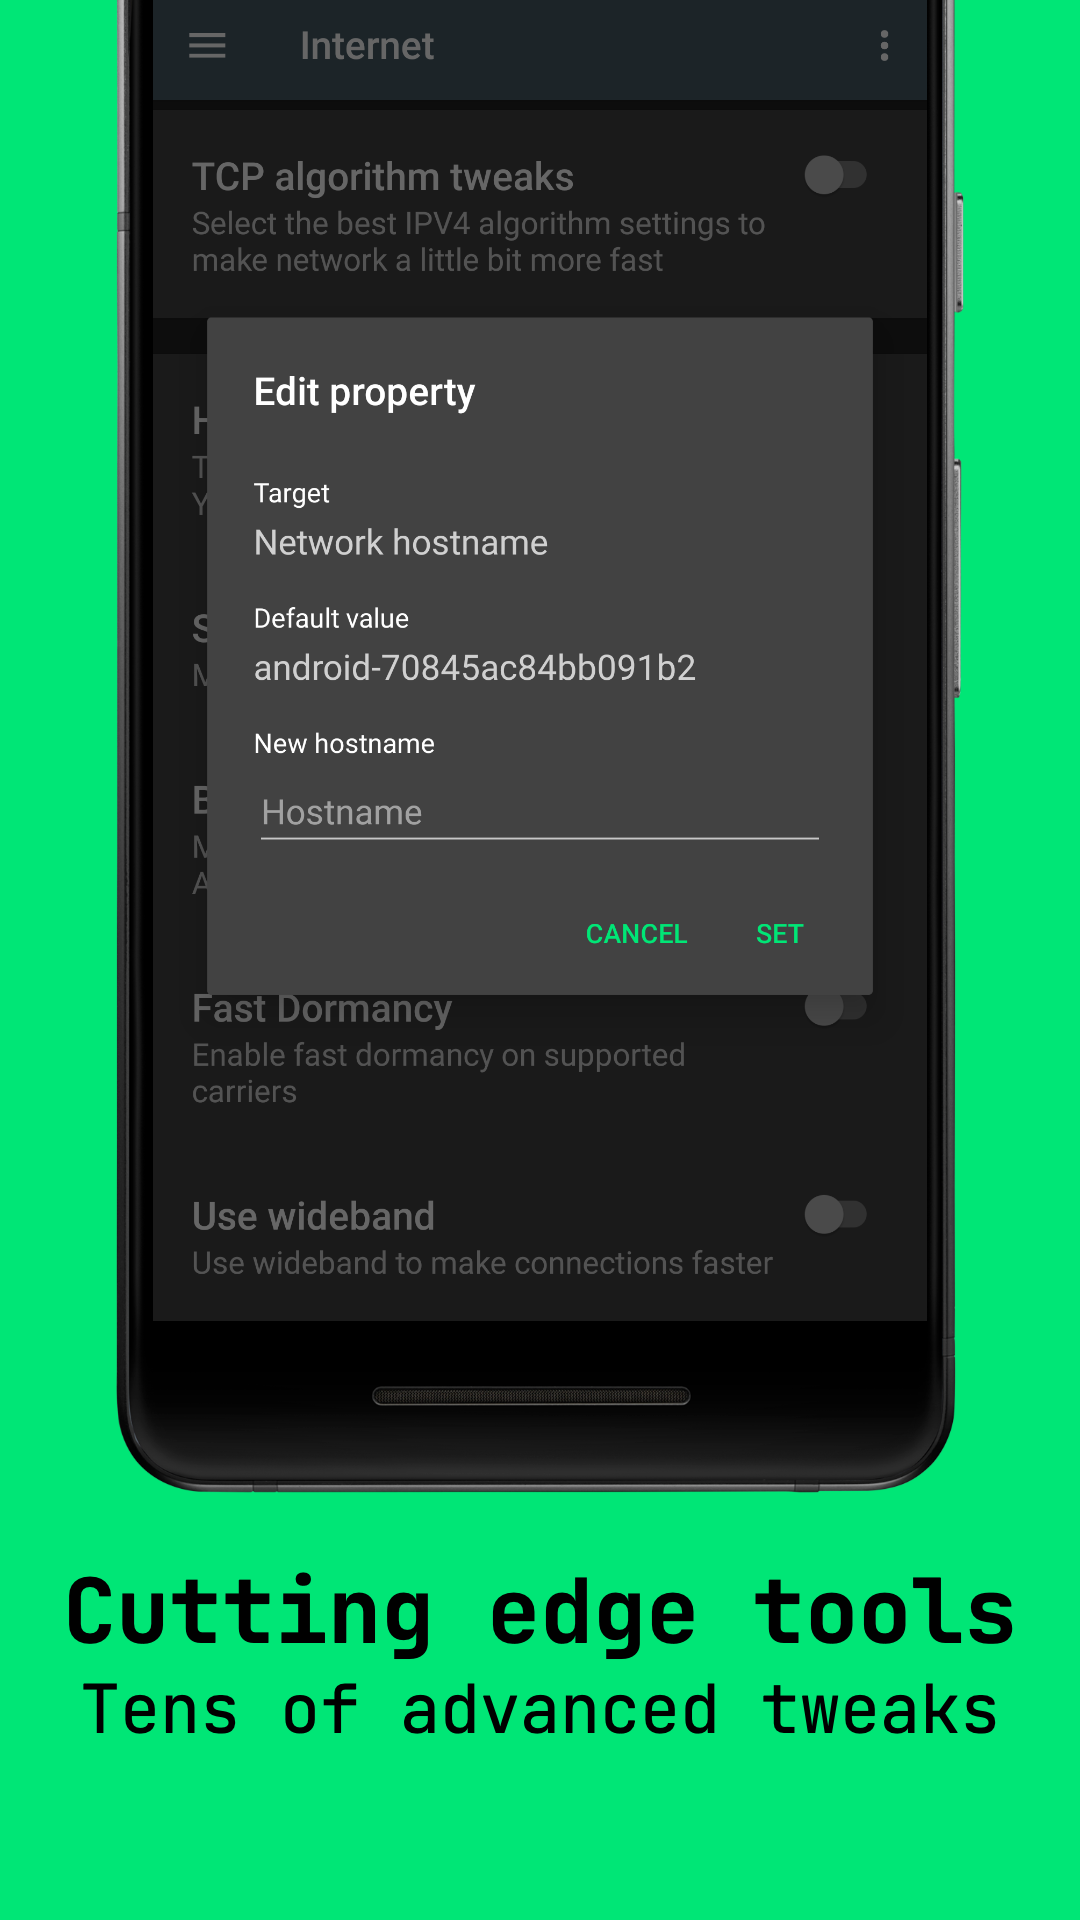 Internet
TCP algorithm tweaks
Select the best IPV4 algorithm settings to
make network a little bit more fast
Edit property
Target
Network hostname
Default value
android-70845ac84bb091b2
New hostname
Hostname
CANCEL SET
Fast Dormancy
Enable fast dormancy on supported
carriers
Use wideband
Use wideband to make connections faster
Cutting edge tools
Tens of advanced tweaks